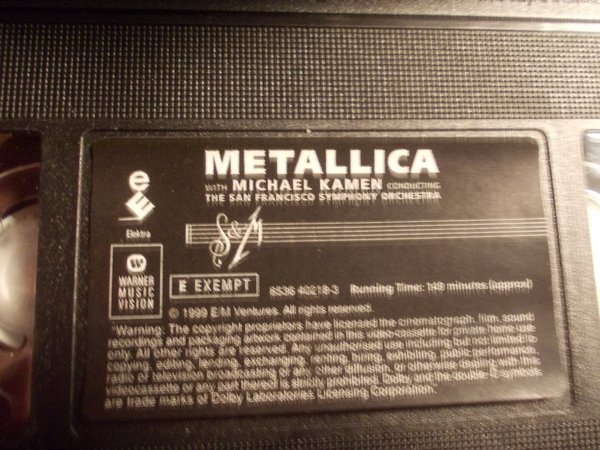 METALLICA
WITH MICHAEL KAMEN CONDUCTING
THE SAN FRANCISCO SYMPHONY ORCHESTRA
e
Elektra
S&M
W
WARNER
MUSIC
VISION
E EXEMPT 8536 40218-3 Running Time: 148 minutes (approx)
© 1999 E/M Ventures. All rights reserved.
"Warning: The copyright proprietors have licensed the cinematograph film, sound
recordings and packaging artwork contained in this video-cassette for private home use
only. All other rights are reserved. Any unauthorised use including but not limited to
copying, editing, lending, exchanging, renting, hiring, exhibiting, public performance,
radio or television broadcasting or any other diffusion, or otherwise dealing with this
videocassette or any part thereof is strictly prohibited. Dolby and the double-D symbols
are trade marks of Dolby Laboratories Licensing Corporation."